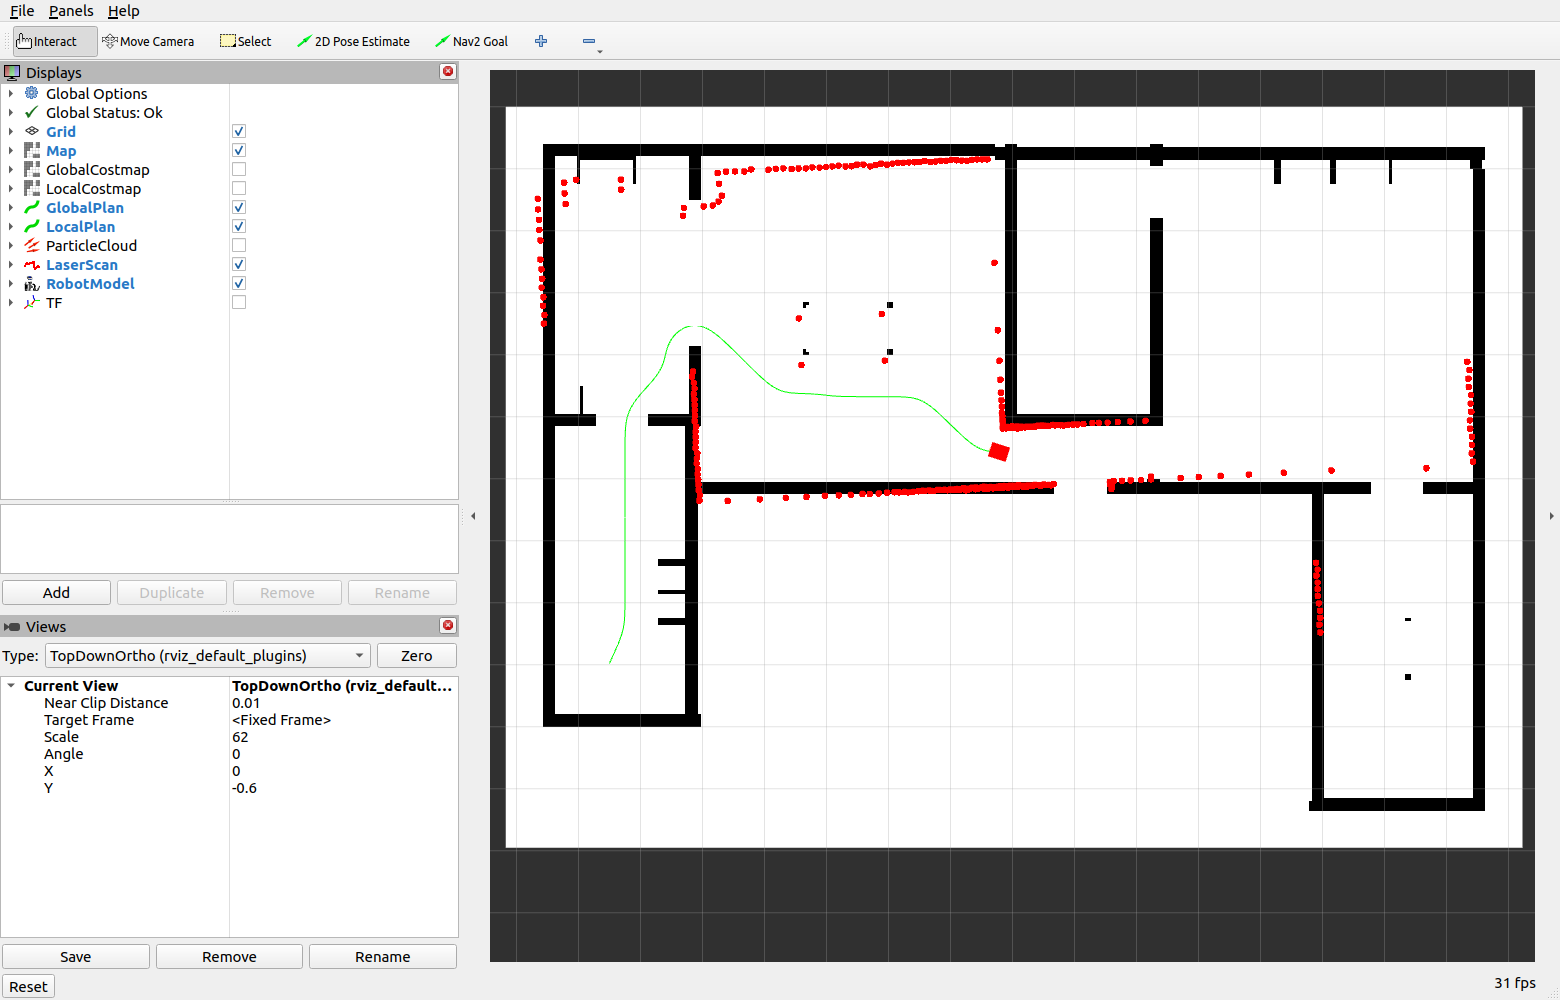 File Panels Help
Interact Move Camera Select 2D Pose Estimate Nav2 Goal
Displays
Global Options
Global Status: Ok
Grid
Map
GlobalCostmap
LocalCostmap
GlobalPlan
LocalPlan
ParticleCloud
LaserScan
RobotModel
TF
Add Duplicate Remove Rename
Views
Type: TopDownOrtho (rviz_default_plugins) Zero
Current View TopDownOrtho (rviz_default...
Near Clip Distance 0.01
Target Frame <Fixed Frame>
Scale 62
Angle 0
X 0
Y -0.6
Save Remove Rename
Reset 31 fps